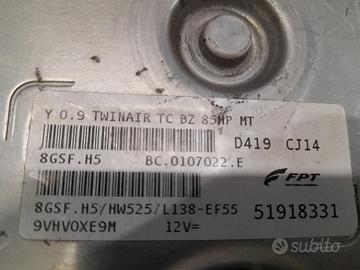 Y 0.9 TWINAIR TC BZ 85HP MT
D419 CJ14
8GSF.H5 BC.0107022.E
FPT
8GSF.H5/HW525/L138-EF55 51918331
9VHVOXE9M 12V=
subito